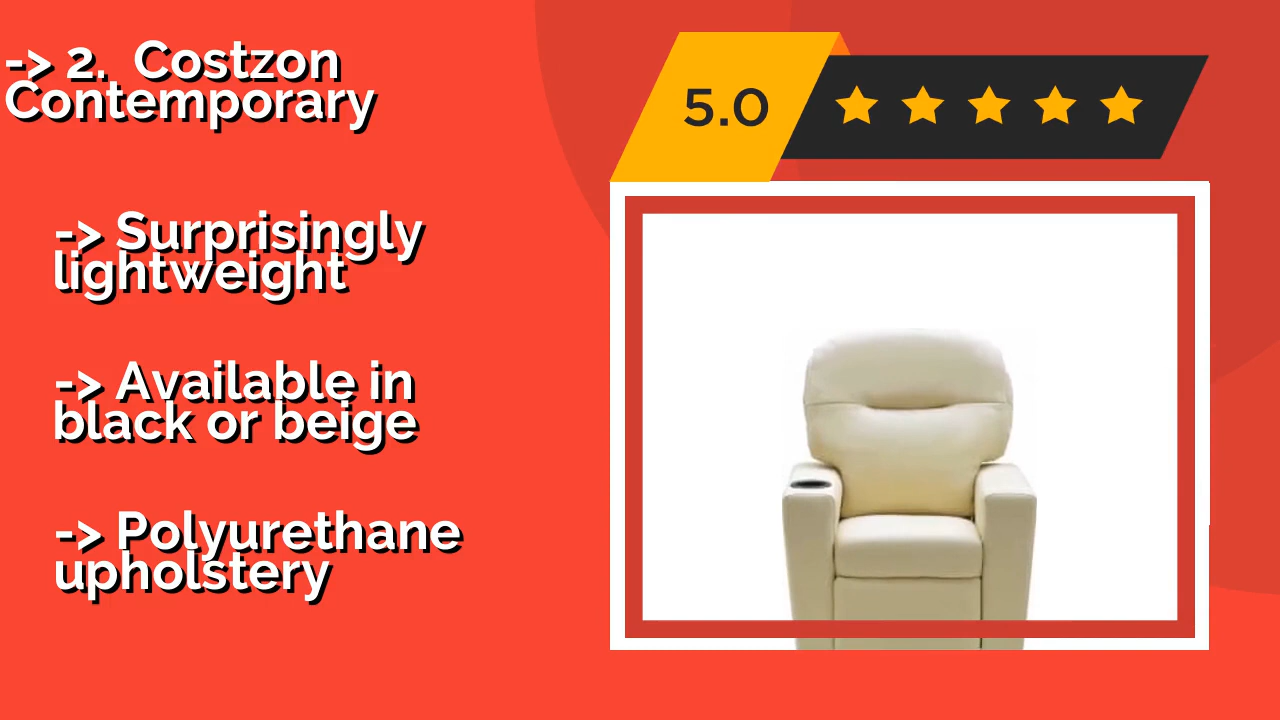 -> 2. Costzon
Contemporary
5.0
-> Surprisingly
lightweight
-> Available in
black or beige
-> Polyurethane
upholstery